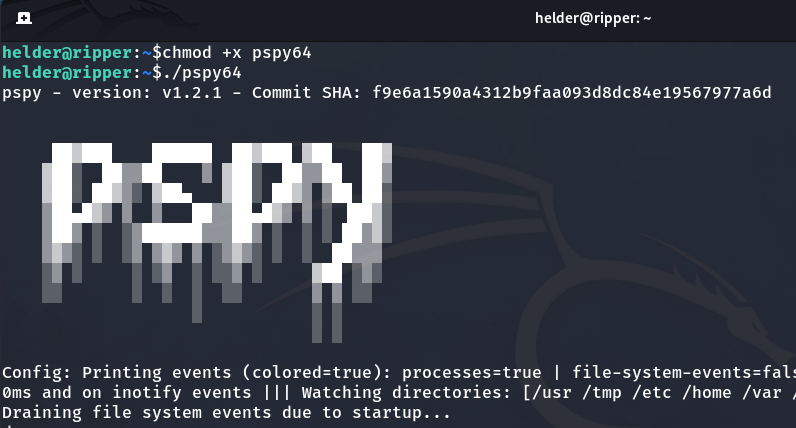 helder@ripper: ~
helder@ripper:~$chmod +x pspy64
helder@ripper:~$./pspy64
pspy - version: v1.2.1 - Commit SHA: f9e6a1590a4312b9faa093d8dc84e19567977a6d
pspy
Config: Printing events (colored=true): processes=true | file-system-events=fals
0ms and on inotify events ||| Watching directories: [/usr /tmp /etc /home /var /
Draining file system events due to startup...